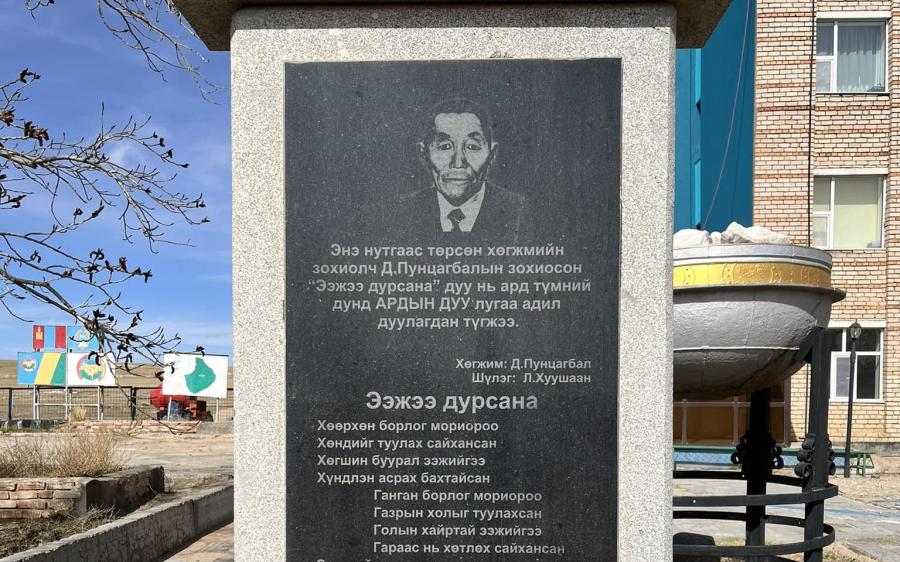 Энэ нутгаас төрсөн хөгжмийн
зохиолч Д.Пунцагбалын зохиосон
“Ээжээ дурсана” дуу нь ард түмний
дунд АРДЫН ДУУ лугаа адил
дуулагдан түгжээ.
Хөгжим: Д.Пунцагбал
Шүлэг: Л.Хуушаан
Ээжээ дурсана
Хөөрхөн борлог мориороо
Хөндийг туулах сайхансан
Хөгшин буурал ээжийгээ
Хүндлэн асрах бахтайсан
Ганган борлог мориороо
Газрын холыг туулахсан
Голын хайртай ээжийгээ
Гараас нь хөтлөх сайхансан